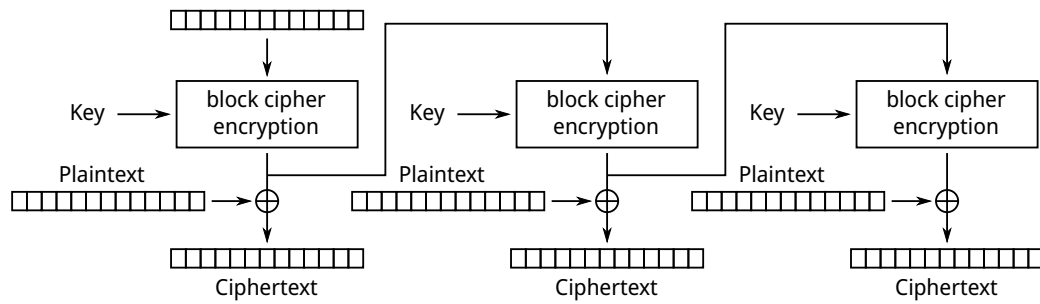 block cipher
encryption
Key
Plaintext
Ciphertext
block cipher
encryption
Key
Plaintext
Ciphertext
block cipher
encryption
Key
Plaintext
Ciphertext